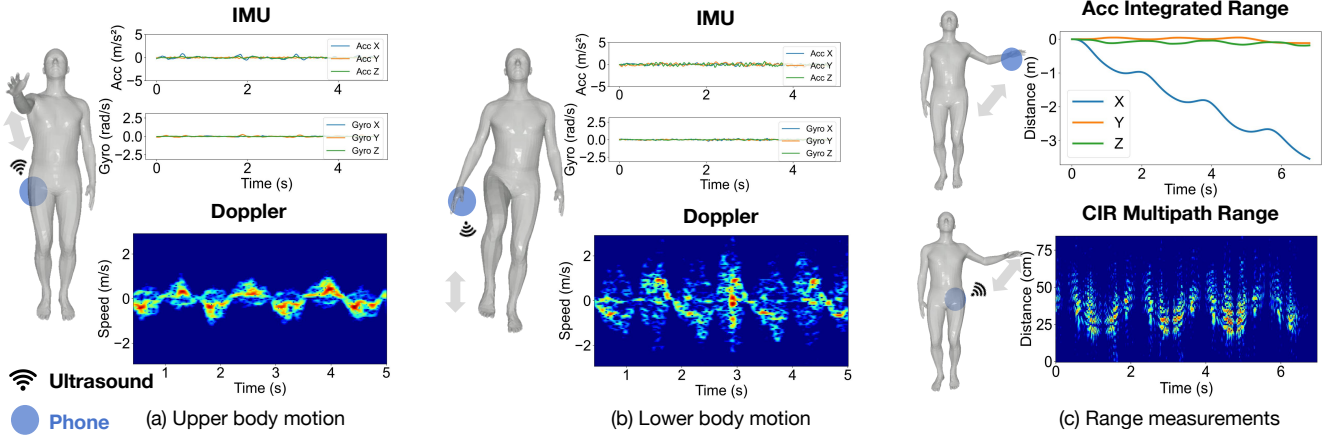 IMU
Acc (m/s²)
5
0
−5
Acc X
Acc Y
Acc Z
0
2
4
Gyro (rad/s)
2.5
0.0
−2.5
Gyro X
Gyro Y
Gyro Z
0
2
4
Time (s)
Doppler
Speed (m/s)
2
0
−2
1
2
3
4
5
Time (s)
Ultrasound
Phone
(a) Upper body motion
IMU
Acc (m/s²)
5
0
−5
Acc X
Acc Y
Acc Z
0
2
4
Gyro (rad/s)
2.5
0.0
−2.5
Gyro X
Gyro Y
Gyro Z
0
2
4
Time (s)
Doppler
Speed (m/s)
2
0
−2
1
2
3
4
5
Time (s)
(b) Lower body motion
Acc Integrated Range
Distance (m)
0
−1
−2
−3
X
Y
Z
0
2
4
6
Time (s)
CIR Multipath Range
Distance (cm)
75
50
25
0
0
2
4
6
Time (s)
(c) Range measurements